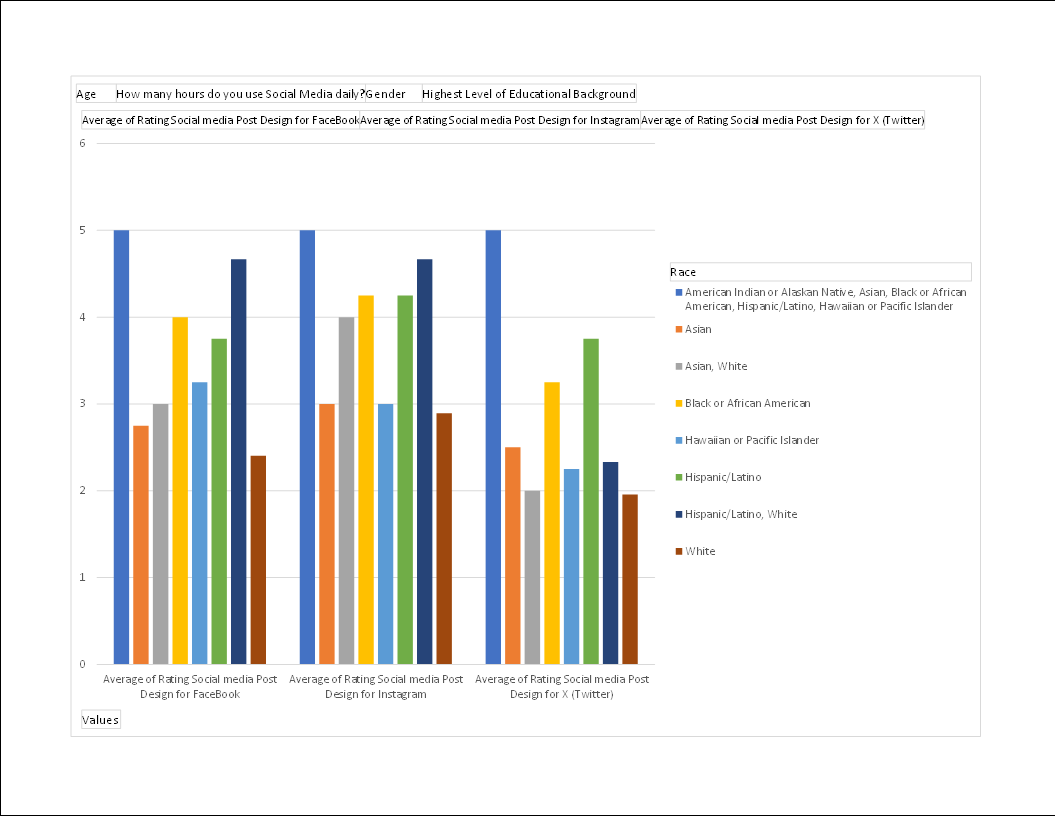 Age How many hours do you use Social Media daily? Gender Highest Level of Educational Background
Average of Rating Social media Post Design for FaceBook Average of Rating Social media Post Design for Instagram Average of Rating Social media Post Design for X (Twitter)
6
5
4
3
2
1
0
Average of Rating Social media Post
Design for FaceBook
Average of Rating Social media Post
Design for Instagram
Average of Rating Social media Post
Design for X (Twitter)
Values
Race
American Indian or Alaskan Native, Asian, Black or African
American, Hispanic/Latino, Hawaiian or Pacific Islander
Asian
Asian, White
Black or African American
Hawaiian or Pacific Islander
Hispanic/Latino
Hispanic/Latino, White
White